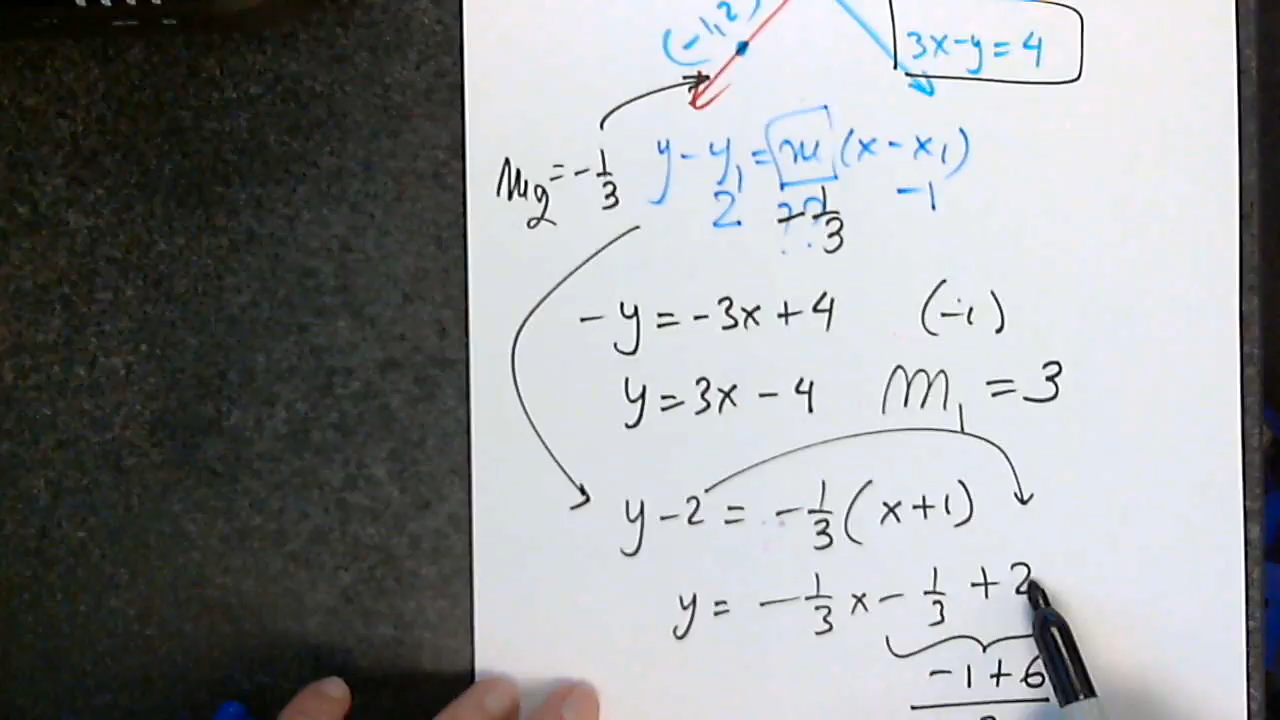 (-1, 2)
3x-y=4
m₂=-1/3
y-y₁=m(x-x₁)
2 -1/3 -1
-y=-3x+4 (-1)
y=3x-4 m₁=3
y-2=-1/3(x+1)
y=-1/3x-1/3+2
-1+6